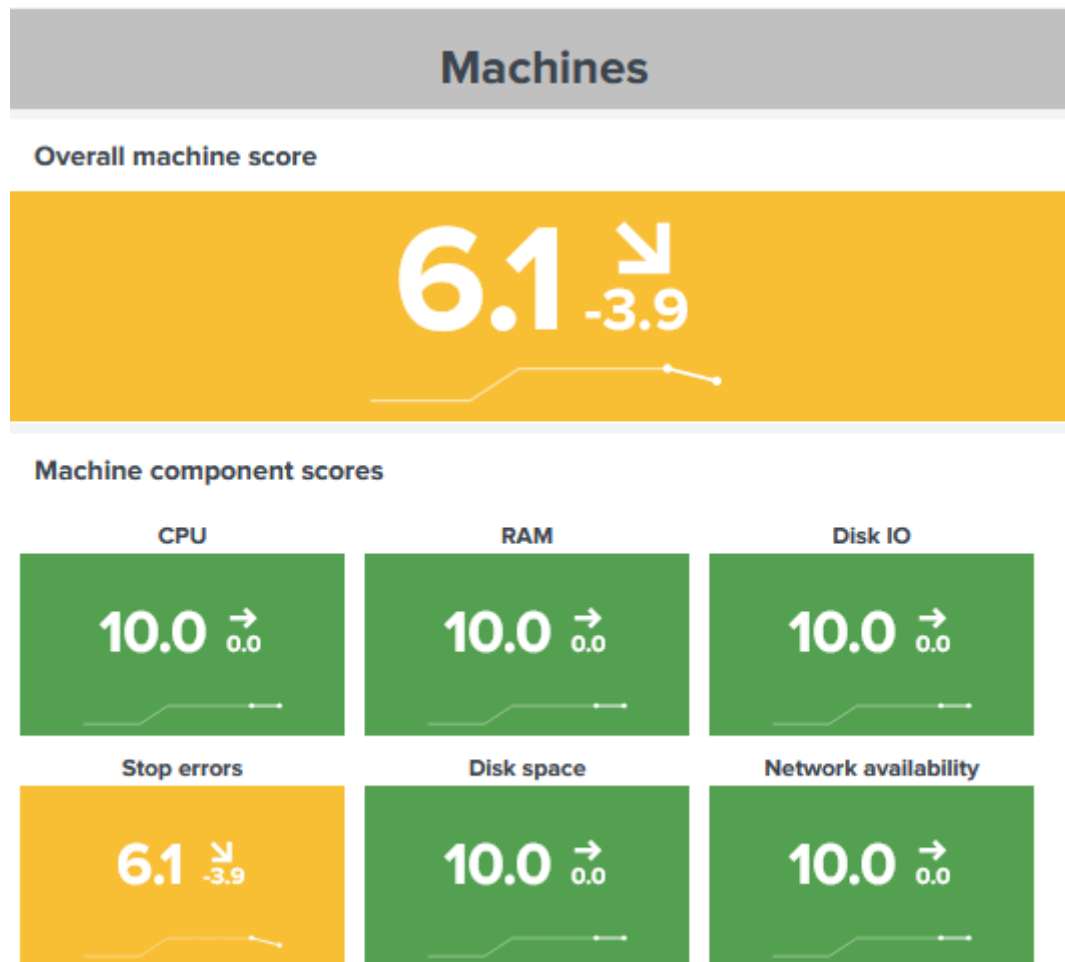 Machines
Overall machine score
6.1 -3.9
Machine component scores
CPU RAM Disk IO
10.0 0.0 10.0 0.0 10.0 0.0
Stop errors Disk space Network availability
6.1 -3.9 10.0 0.0 10.0 0.0